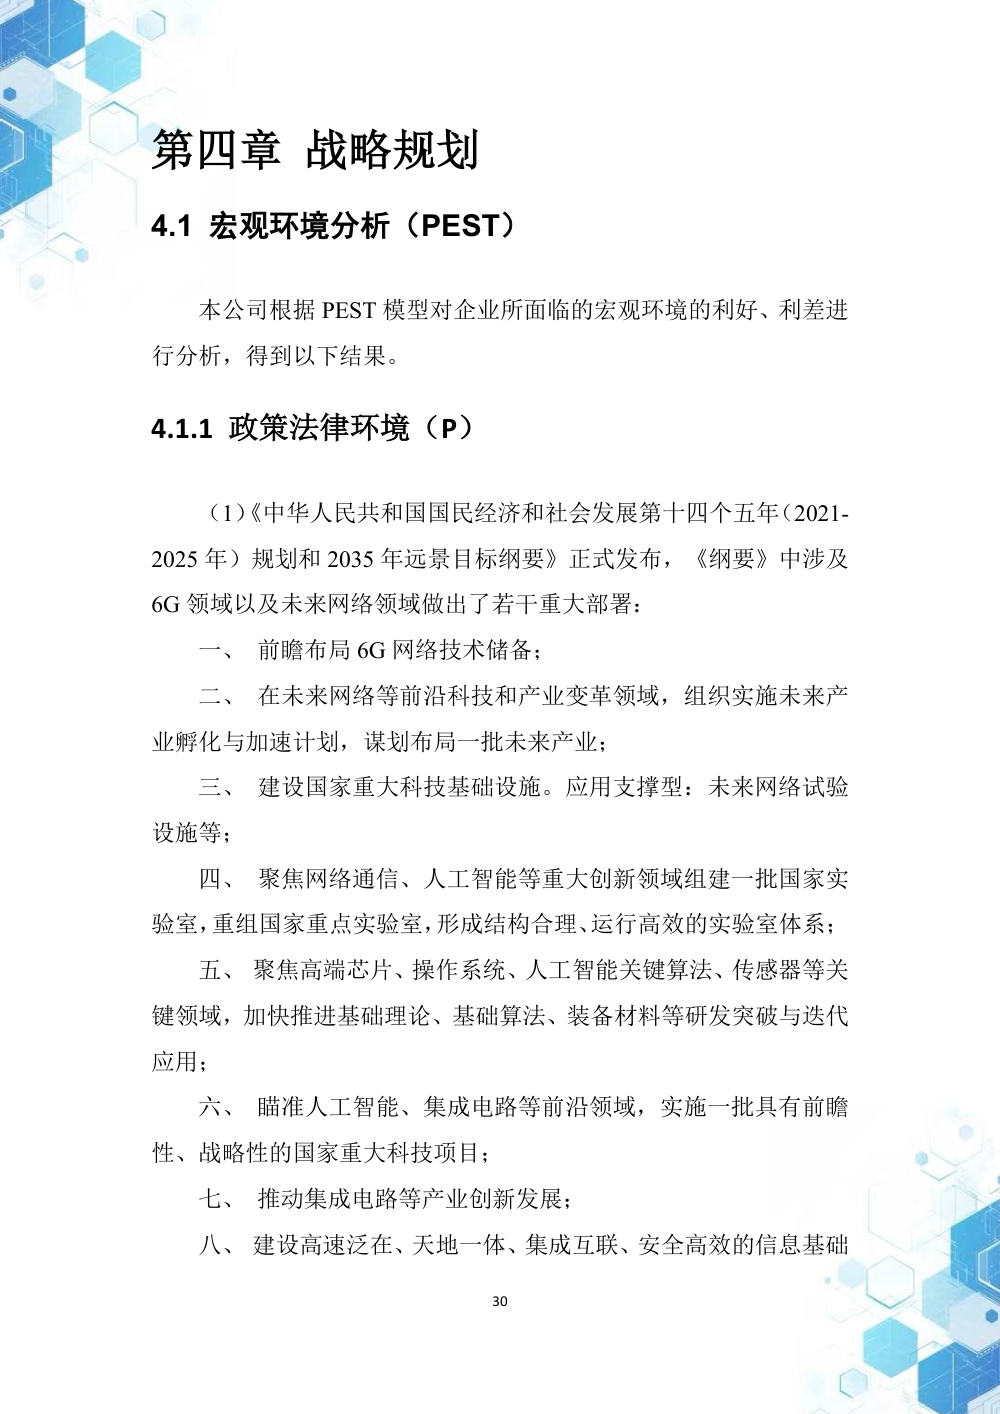 第四章 战略规划
4.1 宏观环境分析（PEST）
本公司根据 PEST 模型对企业所面临的宏观环境的利好、利差进
行分析，得到以下结果。
4.1.1 政策法律环境（P）
（1）《中华人民共和国国民经济和社会发展第十四个五年（2021-
2025 年）规划和 2035 年远景目标纲要》正式发布，《纲要》中涉及
6G 领域以及未来网络领域做出了若干重大部署：
一、 前瞻布局 6G 网络技术储备；
二、 在未来网络等前沿科技和产业变革领域，组织实施未来产
业孵化与加速计划，谋划布局一批未来产业；
三、 建设国家重大科技基础设施。应用支撑型：未来网络试验
设施等；
四、 聚焦网络通信、人工智能等重大创新领域组建一批国家实
验室，重组国家重点实验室，形成结构合理、运行高效的实验室体系；
五、 聚焦高端芯片、操作系统、人工智能关键算法、传感器等关
键领域，加快推进基础理论、基础算法、装备材料等研发突破与迭代
应用；
六、 瞄准人工智能、集成电路等前沿领域，实施一批具有前瞻
性、战略性的国家重大科技项目；
七、 推动集成电路等产业创新发展；
八、 建设高速泛在、天地一体、集成互联、安全高效的信息基础
30